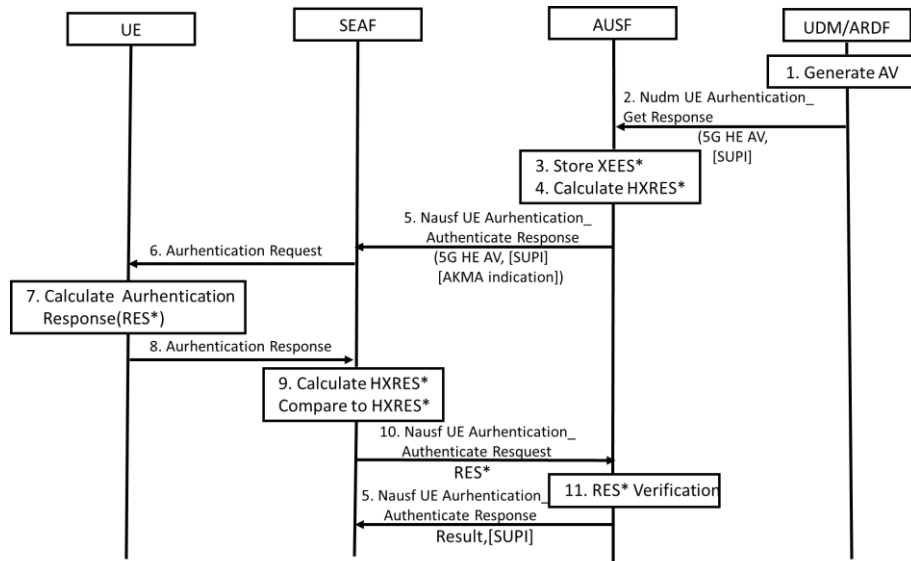 UE
SEAF
AUSF
UDM/ARDF
1. Generate AV
2. Nudm UE Aurhentication_
Get Response
(5G HE AV,
[SUPI]
3. Store XEES*
4. Calculate HXRES*
5. Nausf UE Aurhentication_
Authenticate Response
(5G HE AV, [SUPI]
[AKMA indication])
6. Aurhentication Request
7. Calculate Aurhentication
Response(RES*)
8. Aurhentication Response
9. Calculate HXRES*
Compare to HXRES*
10. Nausf UE Aurhentication_
Authenticate Resquest
RES*
11. RES* Verification
5. Nausf UE Aurhentication_
Authenticate Response
Result,[SUPI]